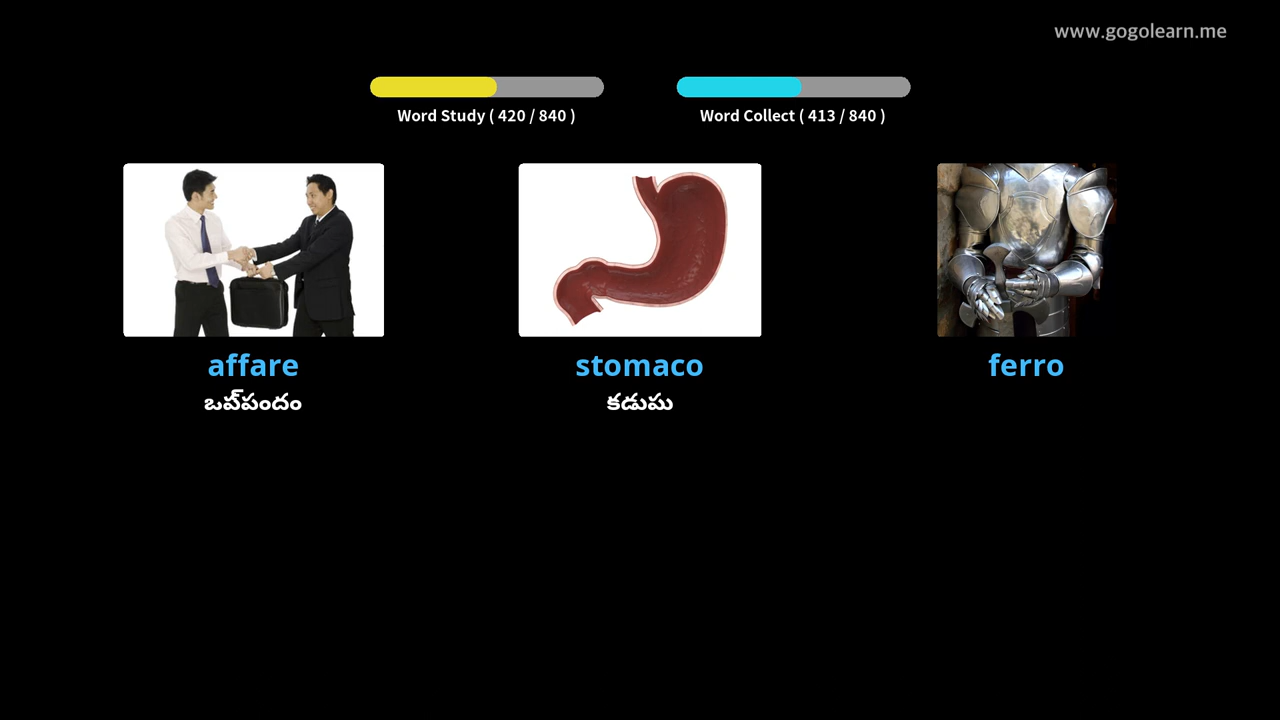 www.gogolearn.me
Word Study ( 420 / 840 )
Word Collect ( 413 / 840 )
affare
stomaco
ferro
ఒప్పందం
కడుపు